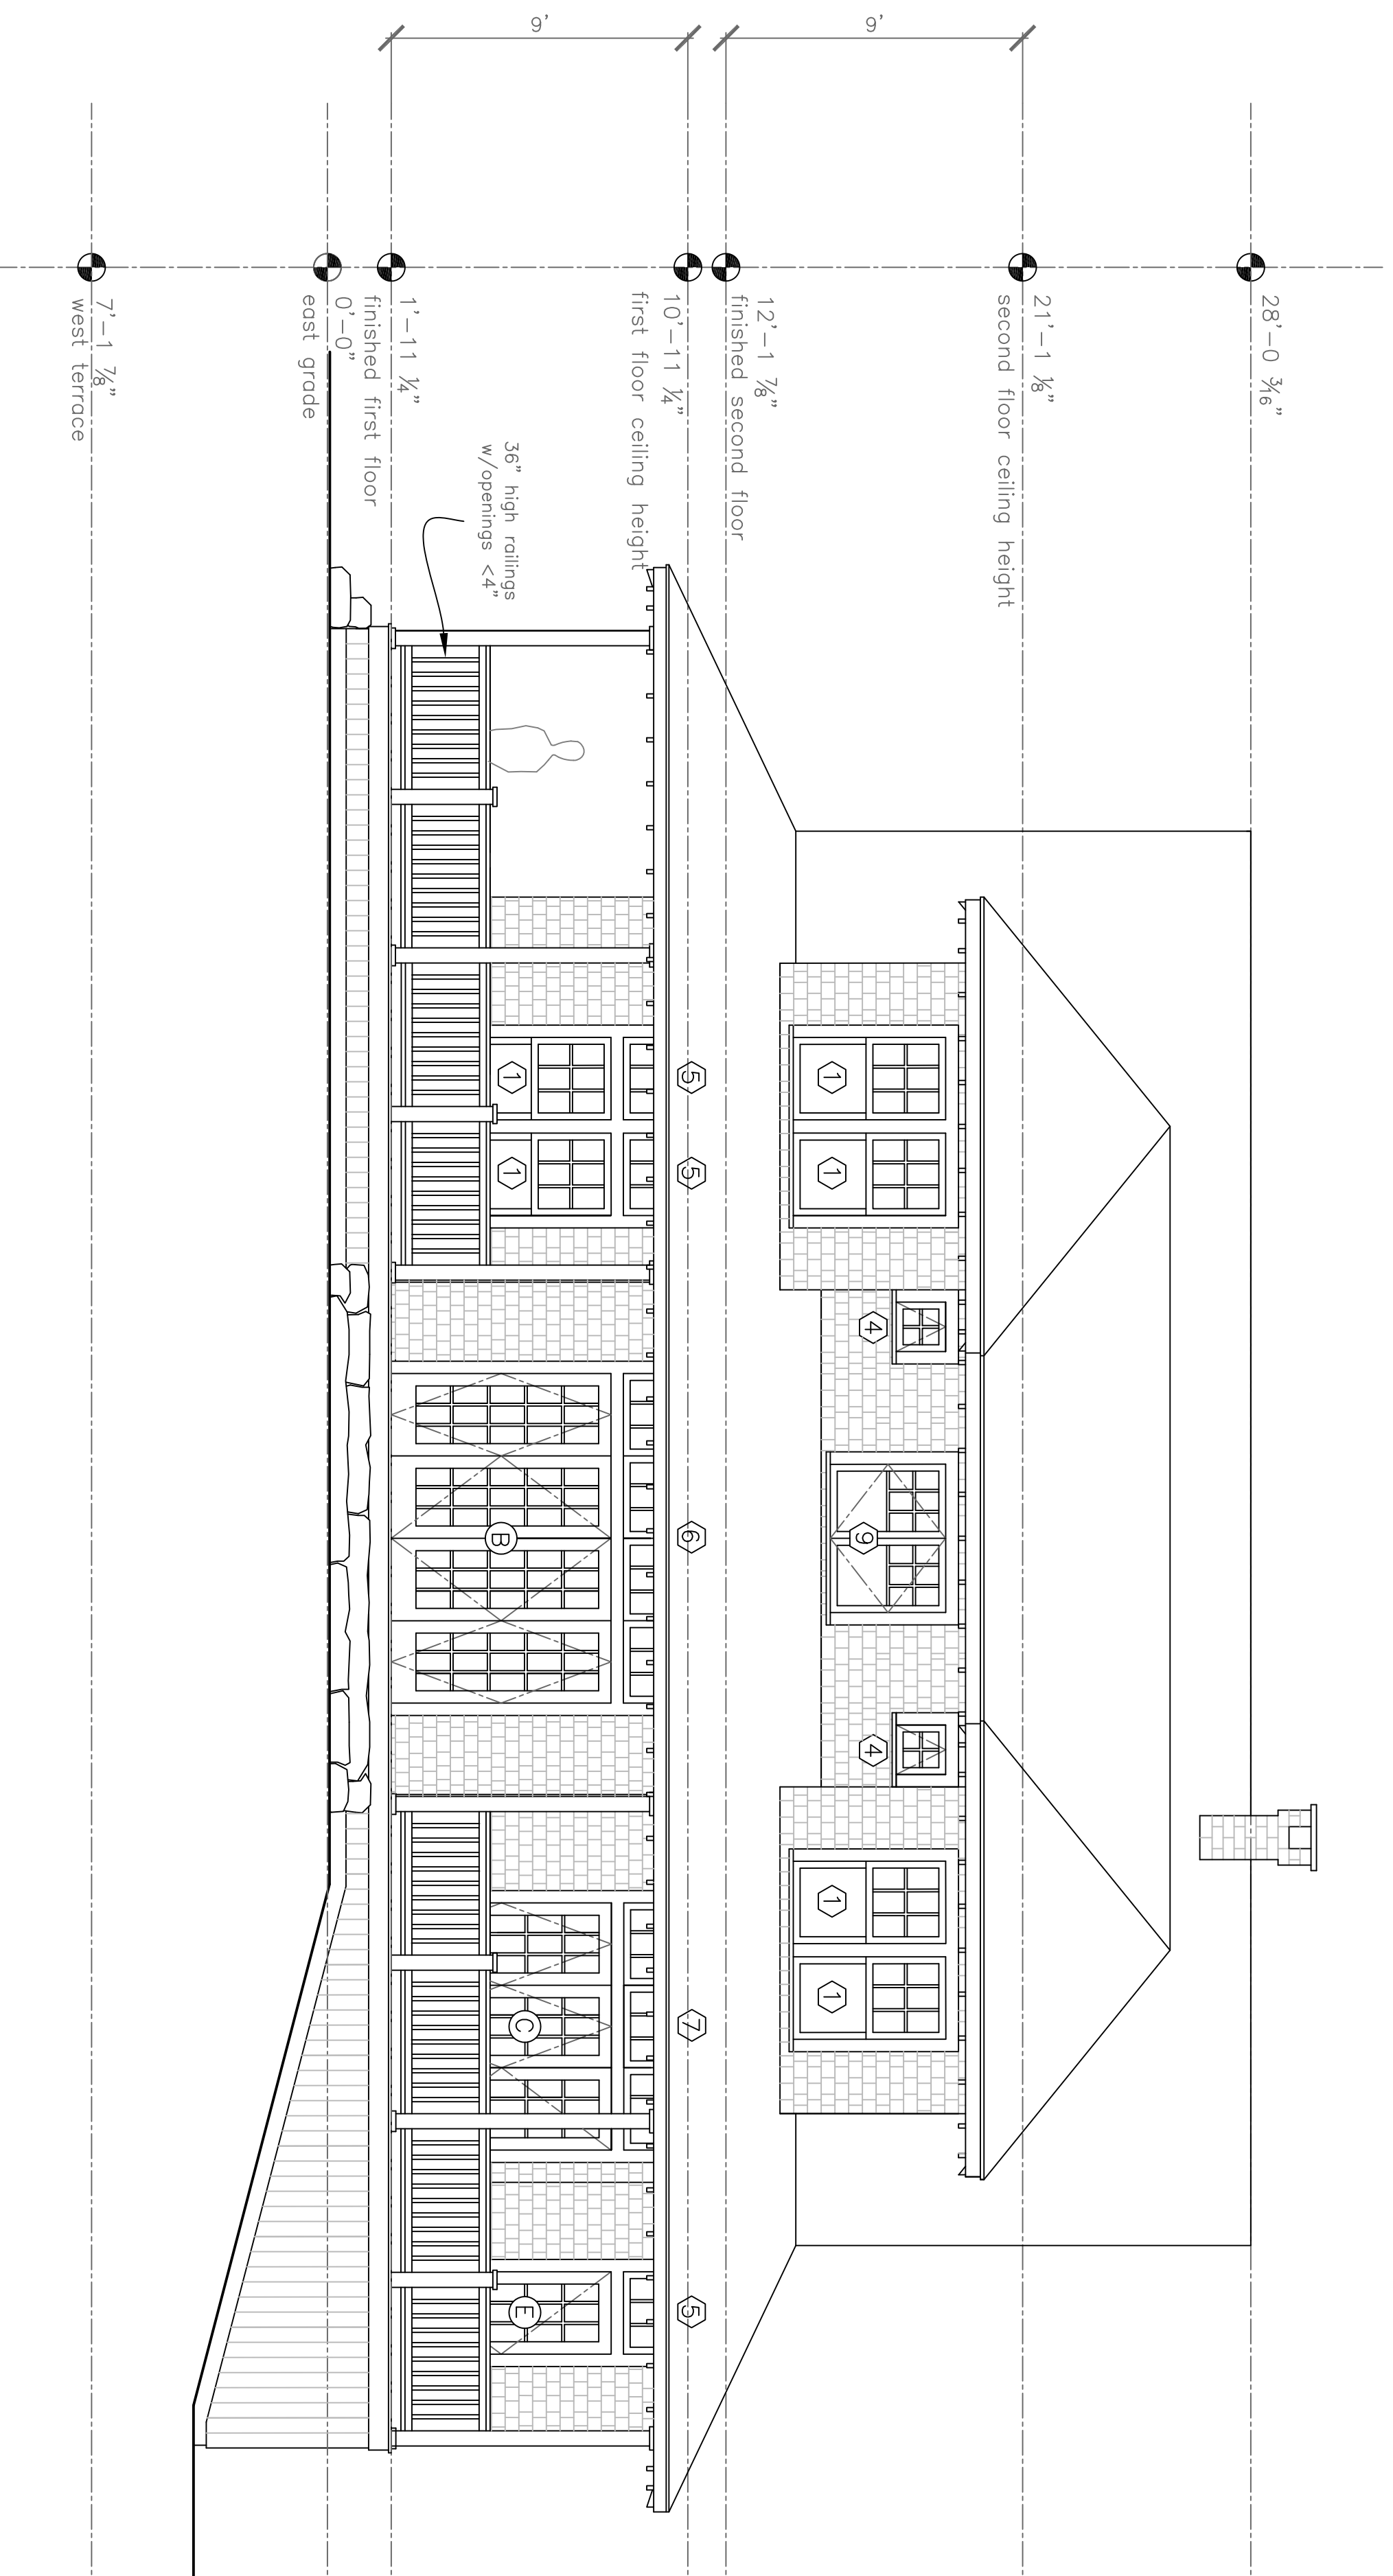 28'-0 3/16"
21'-1 1/8"
second floor ceiling height
9'
12'-1 7/8"
finished second floor
10'-11 1/4"
first floor ceiling height
9'
1'-11 1/4"
finished first floor
0'-0"
east grade
7'-1 7/8"
west terrace
36" high railings
w/openings <4"
1
1
4
9
4
1
1
5
5
6
7
5
1
1
B
C
E